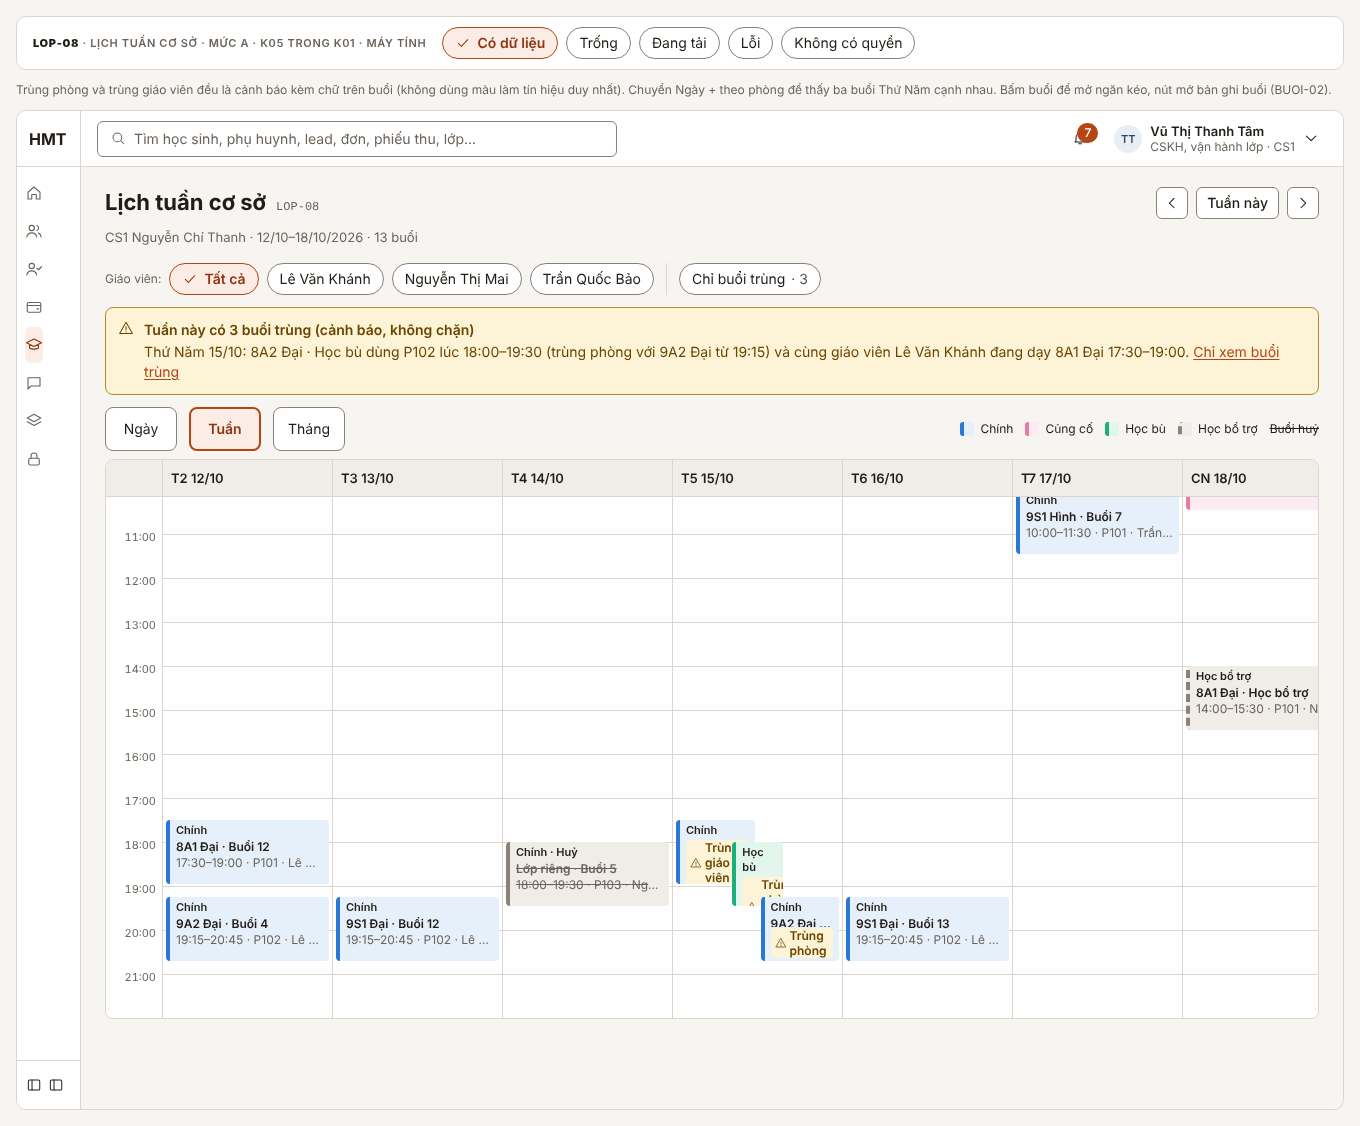 LOP-08 · LỊCH TUẦN CƠ SỞ · MỨC A · K05 TRONG K01 · MÁY TÍNH
Có dữ liệu
Trống
Đang tải
Lỗi
Không có quyền
Trùng phòng và trùng giáo viên đều là cảnh báo kèm chữ trên buổi (không dùng màu làm tín hiệu duy nhất). Chuyển Ngày + theo phòng để thấy ba buổi Thứ Năm cạnh nhau. Bấm buổi để mở ngăn kéo, nút mở bản ghi buổi (BUOI-02).
HMT
Tìm học sinh, phụ huynh, lead, đơn, phiếu thu, lớp...
7
TT
Vũ Thị Thanh Tâm
CSKH, vận hành lớp · CS1
Lịch tuần cơ sở LOP-08
Tuần này
CS1 Nguyễn Chí Thanh · 12/10–18/10/2026 · 13 buổi
Giáo viên:
Tất cả
Lê Văn Khánh
Nguyễn Thị Mai
Trần Quốc Bảo
Chỉ buổi trùng · 3
Tuần này có 3 buổi trùng (cảnh báo, không chặn)
Thứ Năm 15/10: 8A2 Đại · Học bù dùng P102 lúc 18:00–19:30 (trùng phòng với 9A2 Đại từ 19:15) và cùng giáo viên Lê Văn Khánh đang dạy 8A1 Đại 17:30–19:00. Chỉ xem buổi
trùng
Ngày
Tuần
Tháng
Chính
Củng cố
Học bù
Học bổ trợ
Buổi huỷ
T2 12/10
T3 13/10
T4 14/10
T5 15/10
T6 16/10
T7 17/10
CN 18/10
Chính
9S1 Hình · Buổi 7
10:00–11:30 · P101 · Trần...
11:00
12:00
13:00
14:00
15:00
16:00
17:00
18:00
19:00
20:00
21:00
Học bổ trợ
8A1 Đại · Học bổ trợ
14:00–15:30 · P101 · N
Chính
8A1 Đại · Buổi 12
17:30–19:00 · P101 · Lê ...
Chính
9A2 Đại · Buổi 4
19:15–20:45 · P102 · Lê ...
Chính
9S1 Đại · Buổi 12
19:15–20:45 · P102 · Lê ...
Chính · Huỷ
Lớp riêng · Buổi 5
18:00–19:30 · P103 · Ng...
Chính
Trùn
giáo
viên
Học
bù
Trùn
Chính
9A2 Đại ...
Trùng
phòng
Chính
9S1 Đại · Buổi 13
19:15–20:45 · P102 · Lê ...